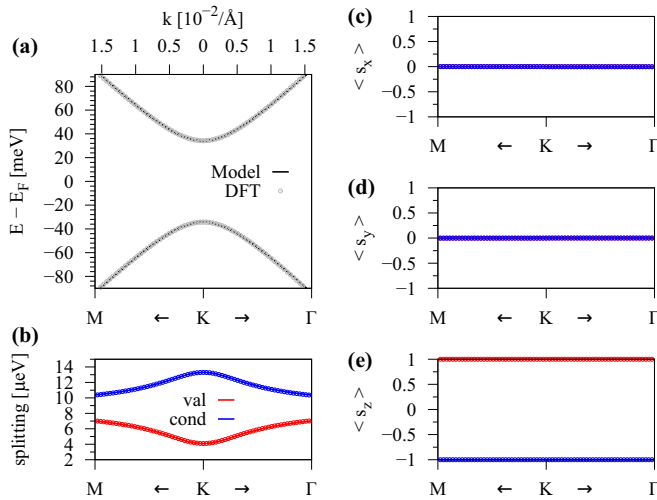 k [10⁻²/Å]
(a)
1.5 1 0.5 0 0.5 1 1.5
E − E_F [meV]
80
60
40
20
0
−20
−40
−60
−80
Model
DFT
M ← K → Γ
(b)
splitting [μeV]
14
12
10
8
6
4
2
val
cond
M ← K → Γ
(c)
< s_x >
1
0.5
0
−0.5
−1
M ← K → Γ
(d)
< s_y >
1
0.5
0
−0.5
−1
M ← K → Γ
(e)
< s_z >
1
0.5
0
−0.5
−1
M ← K → Γ